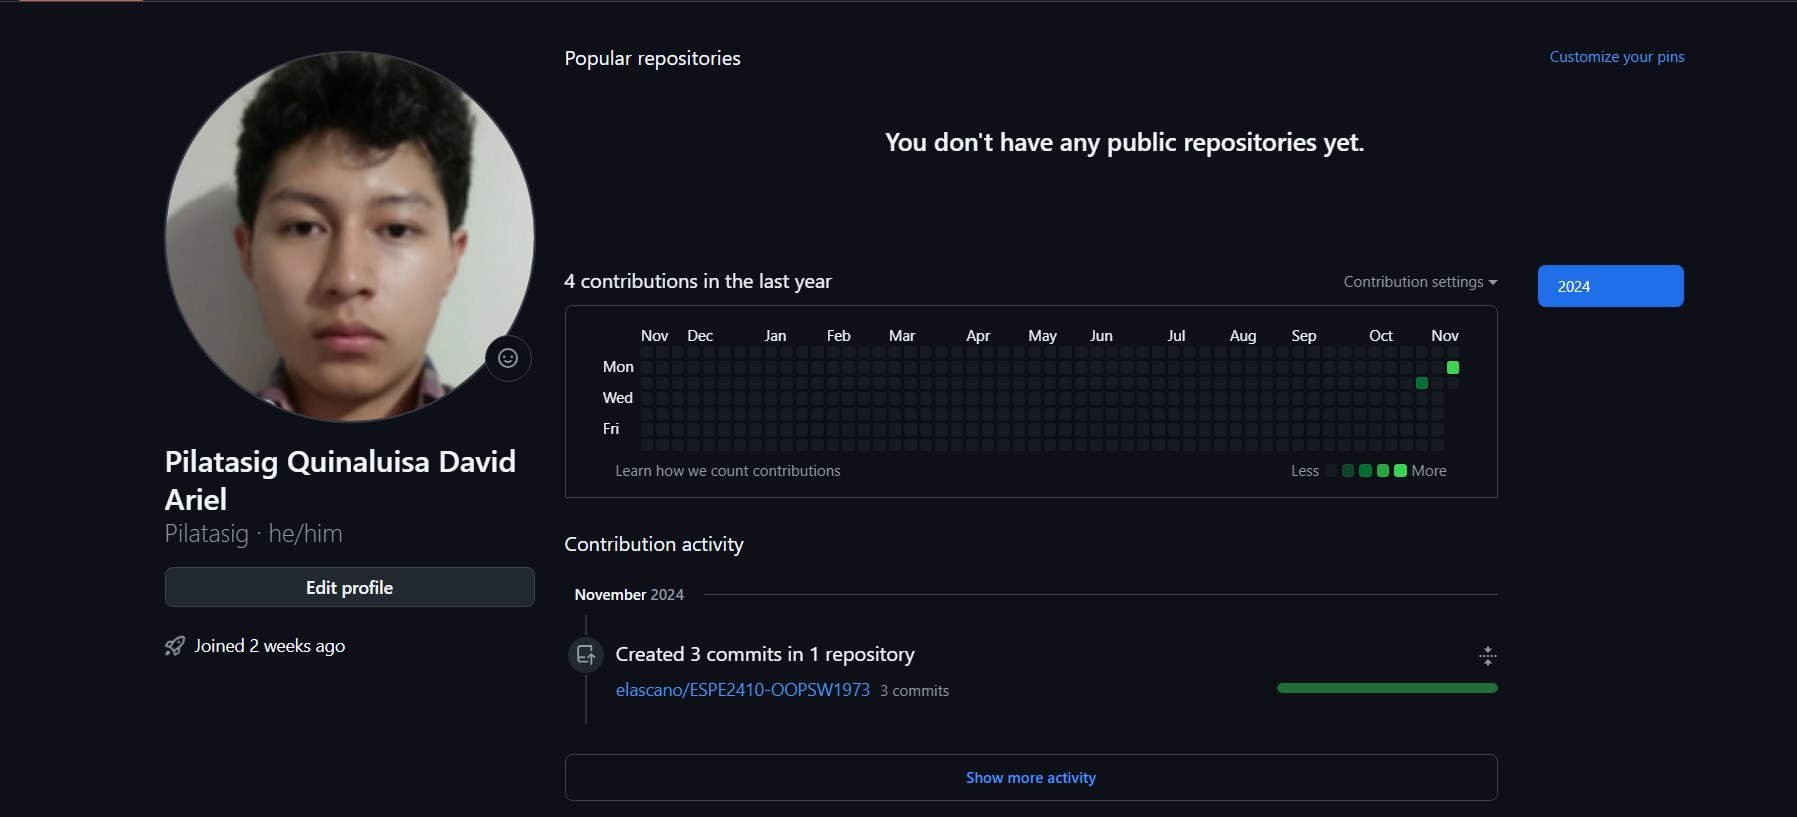 Popular repositories
Customize your pins
You don't have any public repositories yet.
4 contributions in the last year
Contribution settings
2024
Nov Dec Jan Feb Mar Apr May Jun Jul Aug Sep Oct Nov
Mon
Wed
Fri
Learn how we count contributions
Less More
Pilatasig Quinaluisa David
Ariel
Pilatasig · he/him
Edit profile
Joined 2 weeks ago
Contribution activity
November 2024
Created 3 commits in 1 repository
elascano/ESPE2410-OOPSW1973 3 commits
Show more activity